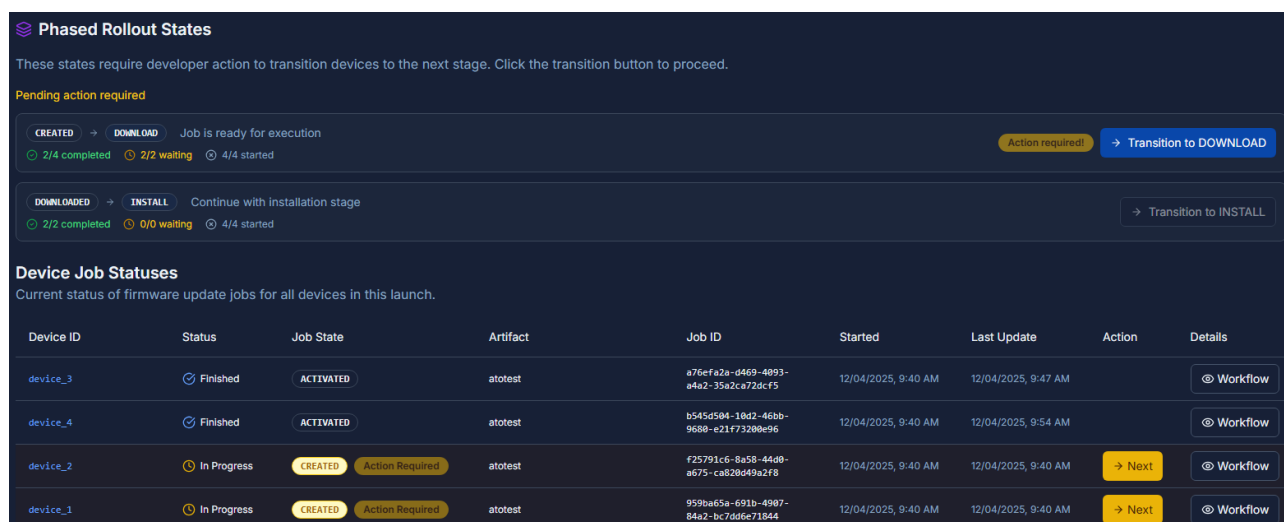 Phased Rollout States
These states require developer action to transition devices to the next stage. Click the transition button to proceed.
Pending action required
CREATED → DOWNLOAD Job is ready for execution
2/4 completed 2/2 waiting 4/4 started
Action required! → Transition to DOWNLOAD
DOWNLOADED → INSTALL Continue with installation stage
2/2 completed 0/0 waiting 4/4 started
→ Transition to INSTALL
Device Job Statuses
Current status of firmware update jobs for all devices in this launch.
Device ID Status Job State Artifact Job ID Started Last Update Action Details
device_3 Finished ACTIVATED atotest a76efa2a-d469-4093- 12/04/2025, 9:40 AM 12/04/2025, 9:47 AM Workflow
a4a2-35a2ca72dcf5
device_4 Finished ACTIVATED atotest b545d504-10d2-46bb- 12/04/2025, 9:40 AM 12/04/2025, 9:54 AM Workflow
9680-e21f73200e96
device_2 In Progress CREATED Action Required atotest f25791c6-8a58-44d0- 12/04/2025, 9:40 AM 12/04/2025, 9:40 AM → Next Workflow
a675-ca820d49a2f8
device_1 In Progress CREATED Action Required atotest 959ba65a-691b-4907- 12/04/2025, 9:40 AM 12/04/2025, 9:40 AM → Next Workflow
84a2-bc7dd6e71844